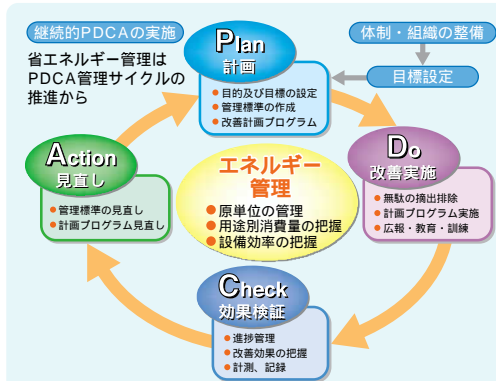 継続的PDCAの実施
省エネルギー管理は
PDCA管理サイクルの
推進から
体制・組織の整備
目標設定
Plan
計画
● 目的及び目標の設定
● 管理標準の作成
● 改善計画プログラム
Do
改善実施
● 無駄の摘出排除
● 計画プログラム実施
● 広報・教育・訓練
Check
効果検証
● 進捗管理
● 改善効果の把握
● 計測、記録
Action
見直し
● 管理標準の見直し
● 計画プログラム見直し
エネルギー
管理
● 原単位の管理
● 用途別消費量の把握
● 設備効率の把握